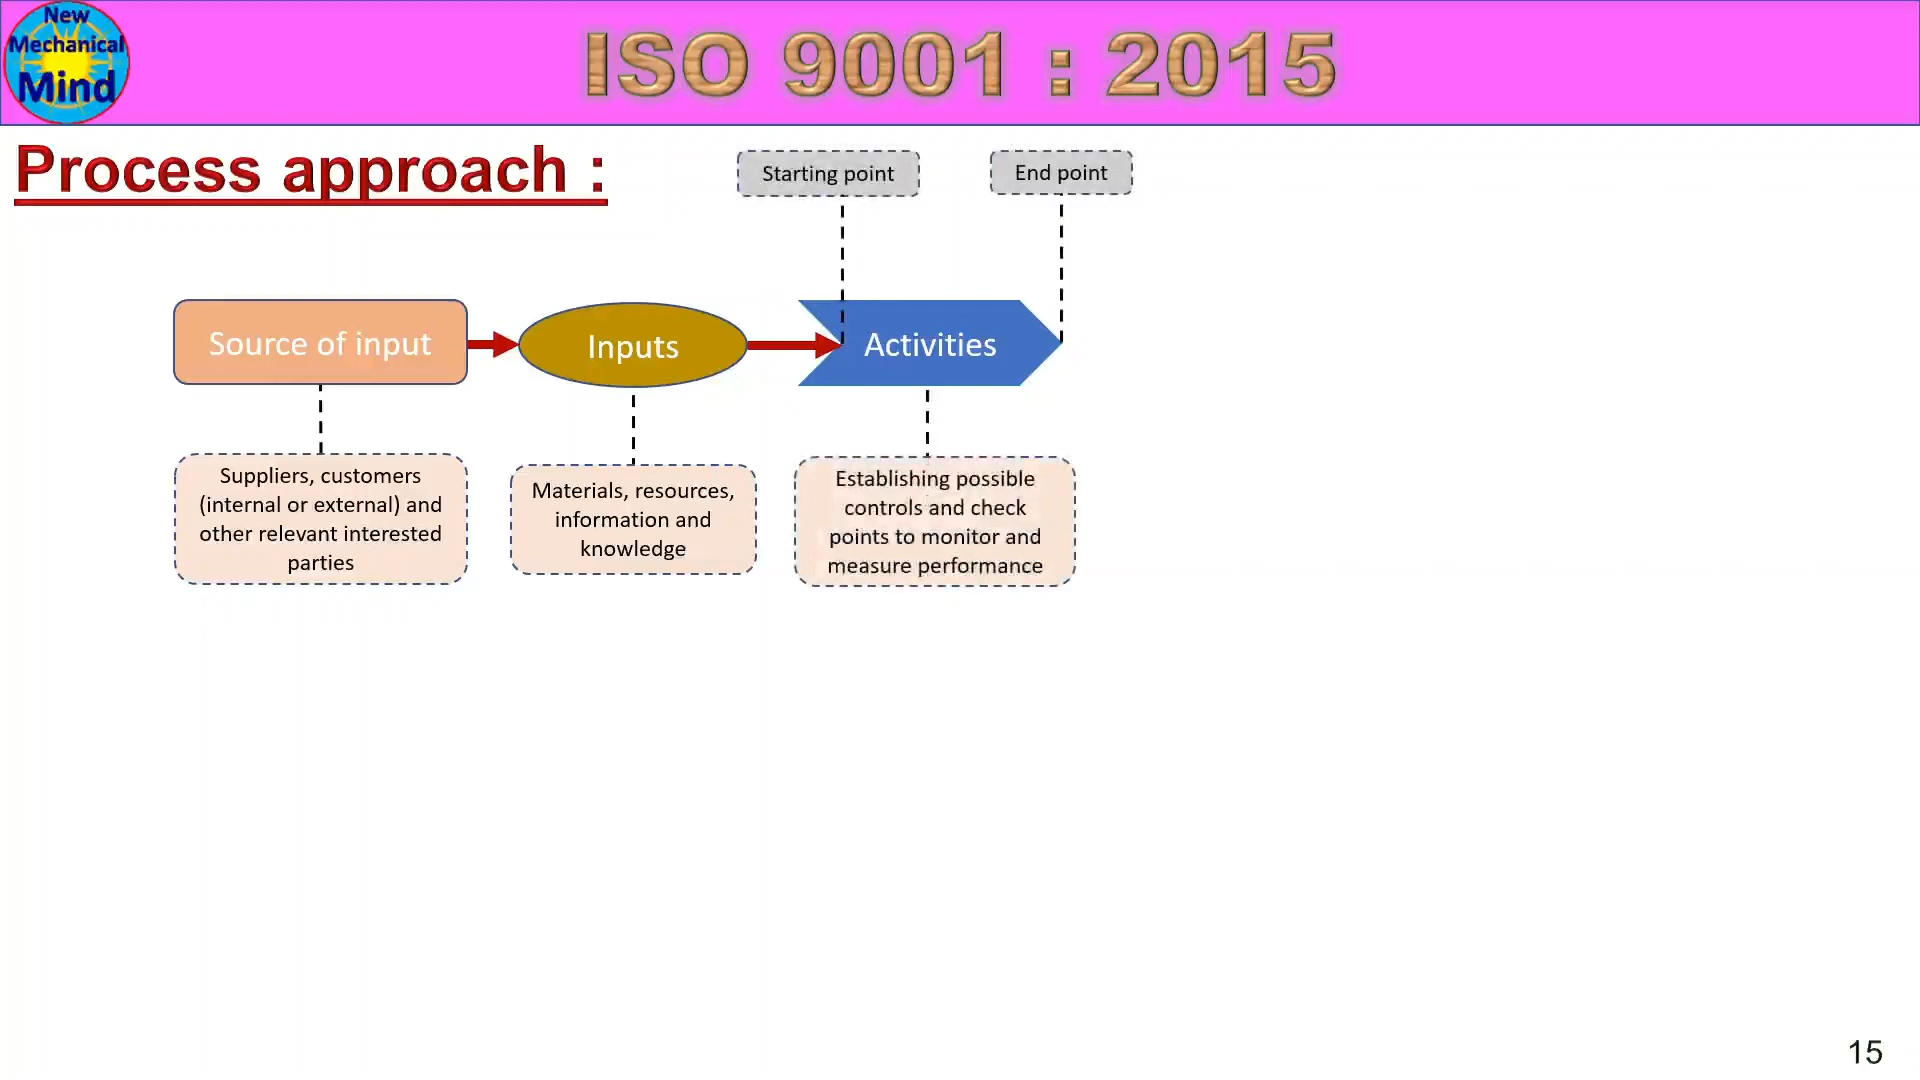 New
Mechanical
Mind
ISO 9001 : 2015
Process approach :
Starting point
End point
Source of input
Inputs
Activities
Suppliers, customers
(internal or external) and
other relevant interested
parties
Materials, resources,
information and
knowledge
Establishing possible
controls and check
points to monitor and
measure performance
15